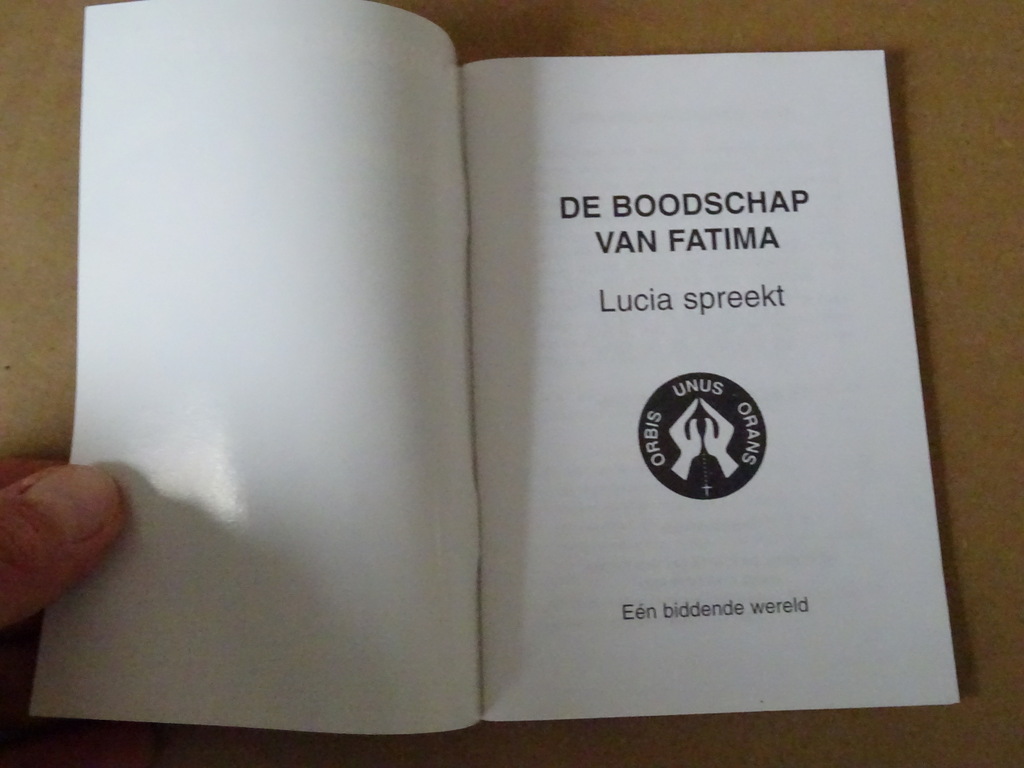 DE BOODSCHAP
VAN FATIMA
Lucia spreekt
ORBIS UNUS ORANS
Eén biddende wereld